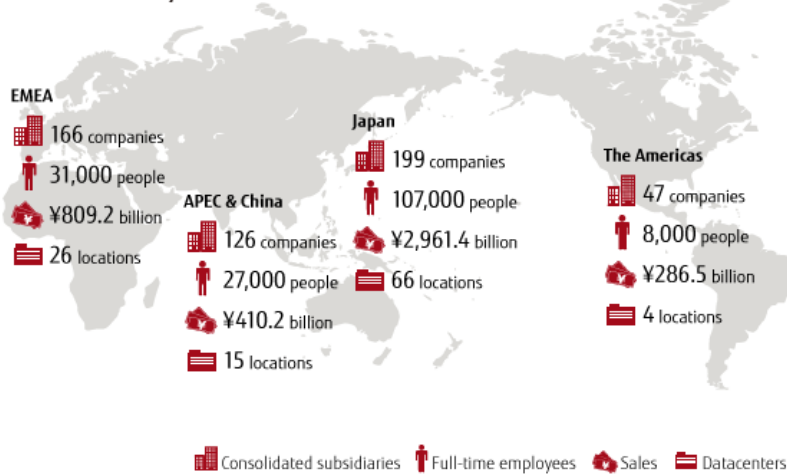 EMEA
166 companies
31,000 people
¥809.2 billion
26 locations
APEC & China
126 companies
27,000 people
¥410.2 billion
15 locations
Japan
199 companies
107,000 people
¥2,961.4 billion
66 locations
The Americas
47 companies
8,000 people
¥286.5 billion
4 locations
Consolidated subsidiaries Full-time employees Sales Datacenters